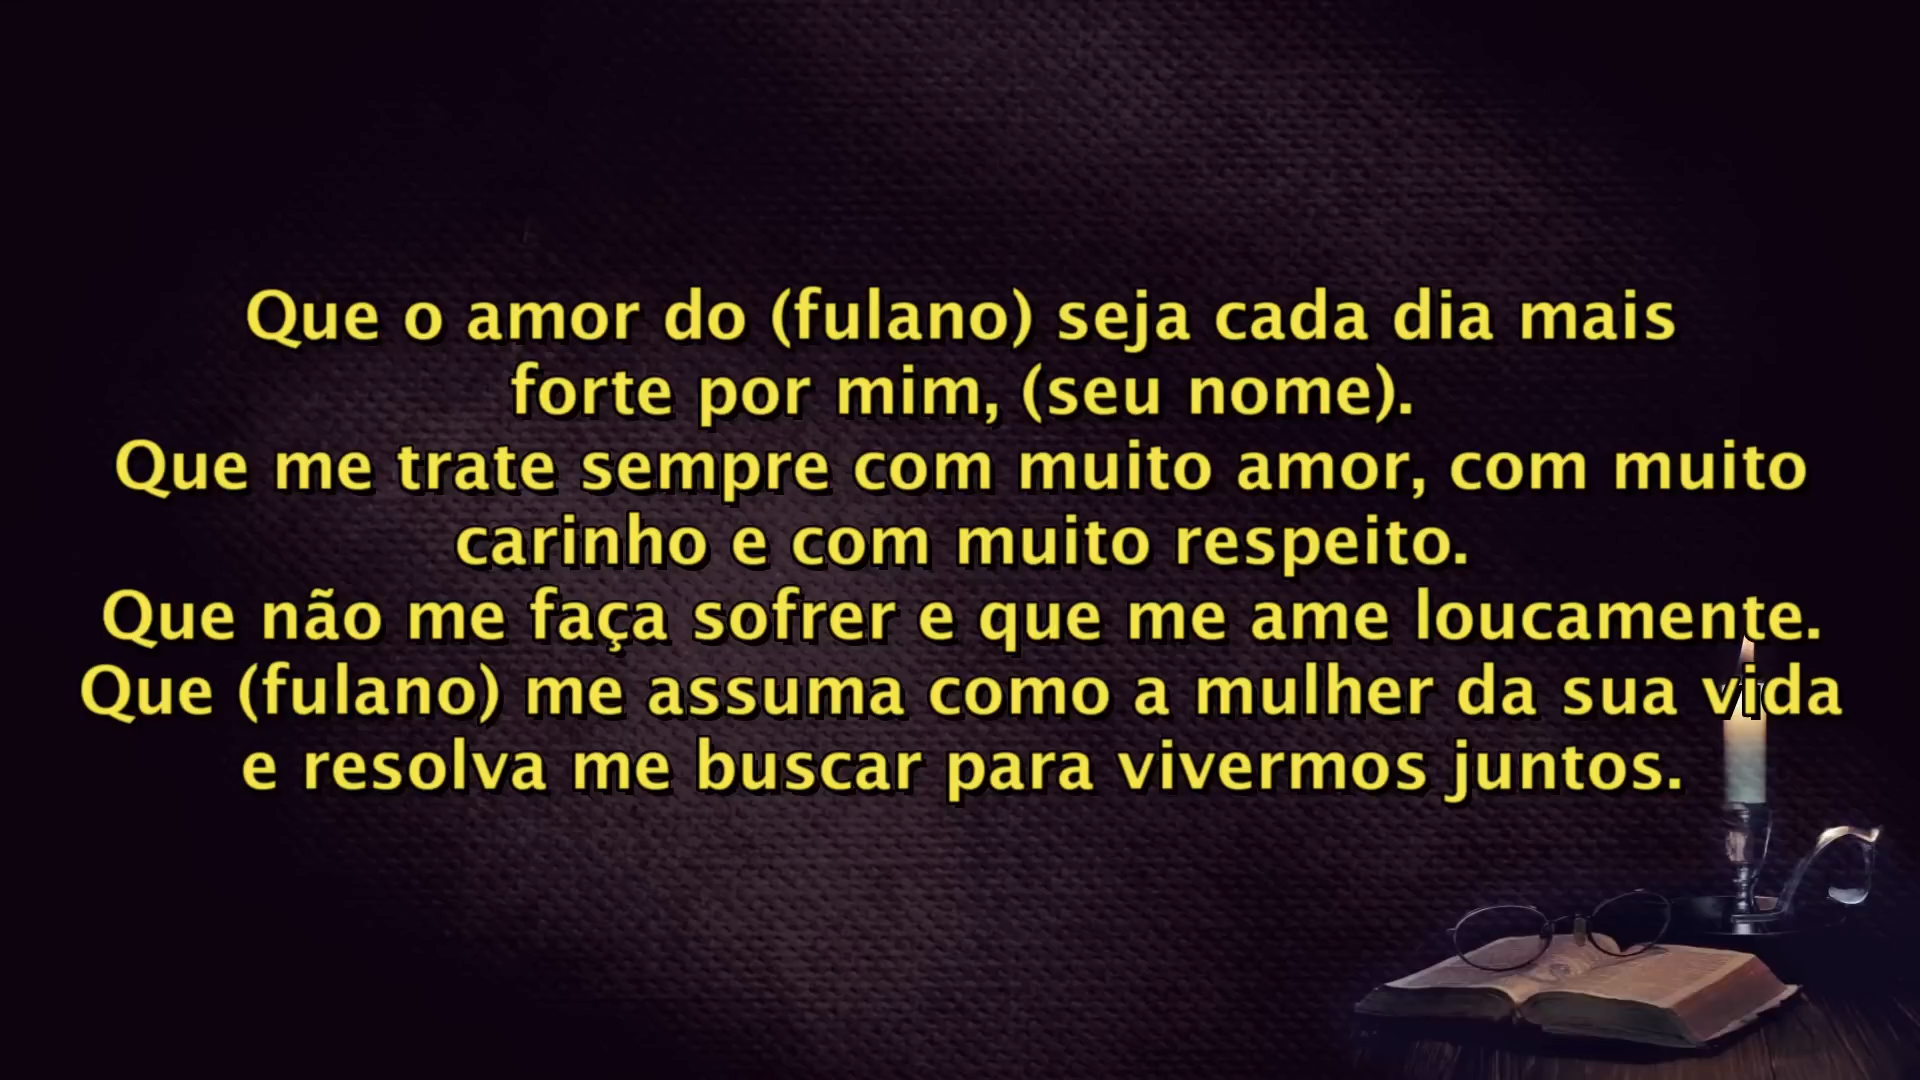 Que o amor do (fulano) seja cada dia mais
forte por mim, (seu nome).
Que me trate sempre com muito amor, com muito
carinho e com muito respeito.
Que não me faça sofrer e que me ame loucamente.
Que (fulano) me assuma como a mulher da sua vida
e resolva me buscar para vivermos juntos.